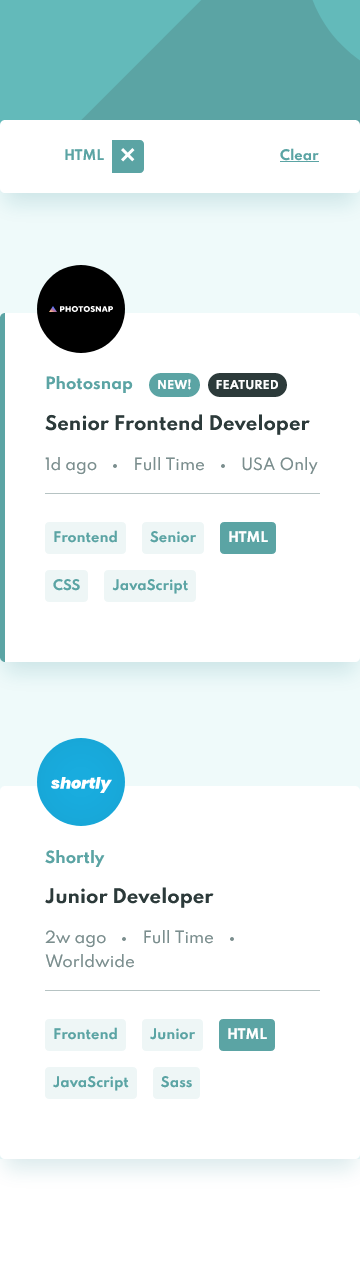 HTML ✕ Clear
PHOTOSNAP
Photosnap NEW! FEATURED
Senior Frontend Developer
1d ago • Full Time • USA Only
Frontend Senior HTML
CSS JavaScript
shortly
Shortly
Junior Developer
2w ago • Full Time •
Worldwide
Frontend Junior HTML
JavaScript Sass